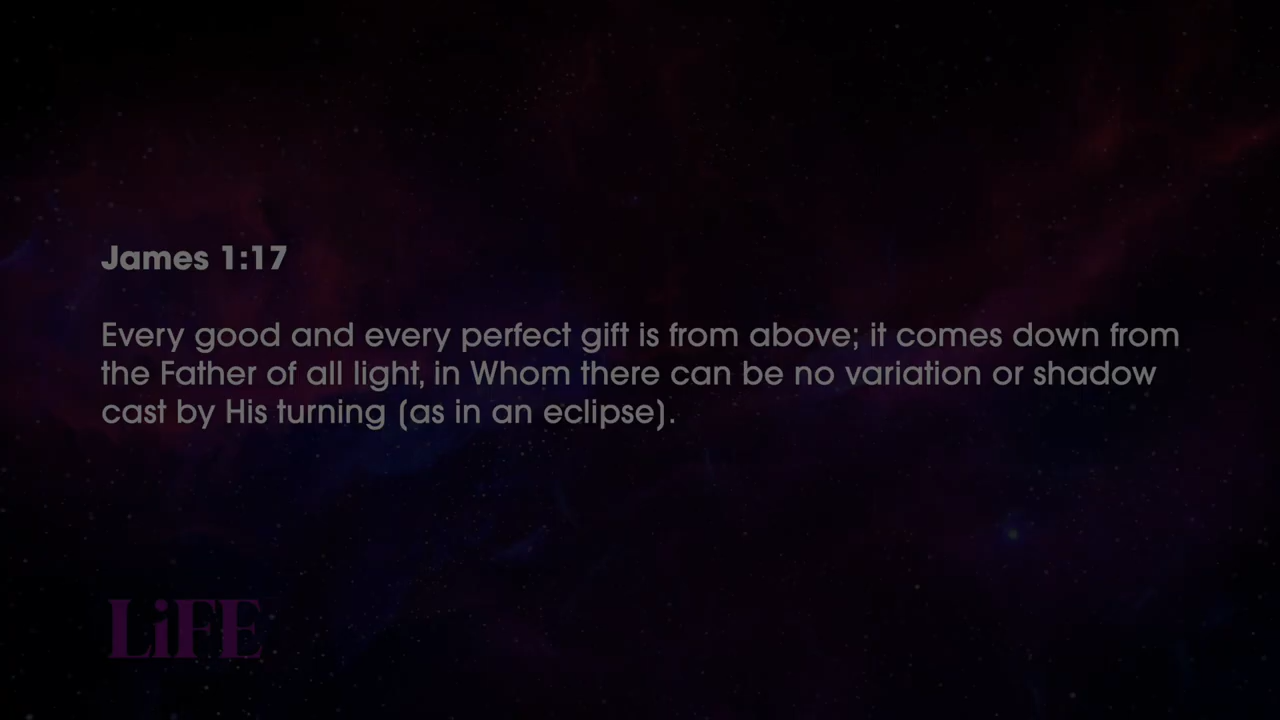 James 1:17
Every good and every perfect gift is from above; it comes down from
the Father of all light, in Whom there can be no variation or shadow
cast by His turning (as in an eclipse).
LiFE